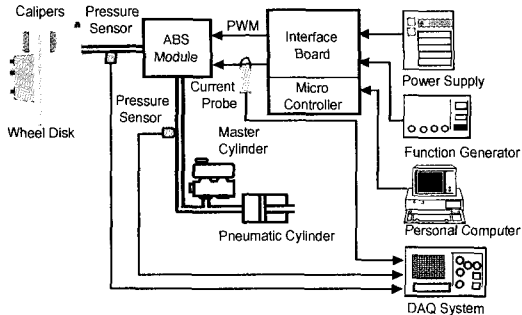 Calipers
Pressure
Sensor
ABS
Module
PWM
Interface
Board
Micro
Controller
Current
Probe
Power Supply
Function Generator
Personal Computer
DAQ System
Wheel Disk
Pressure
Sensor
Master
Cylinder
Pneumatic Cylinder